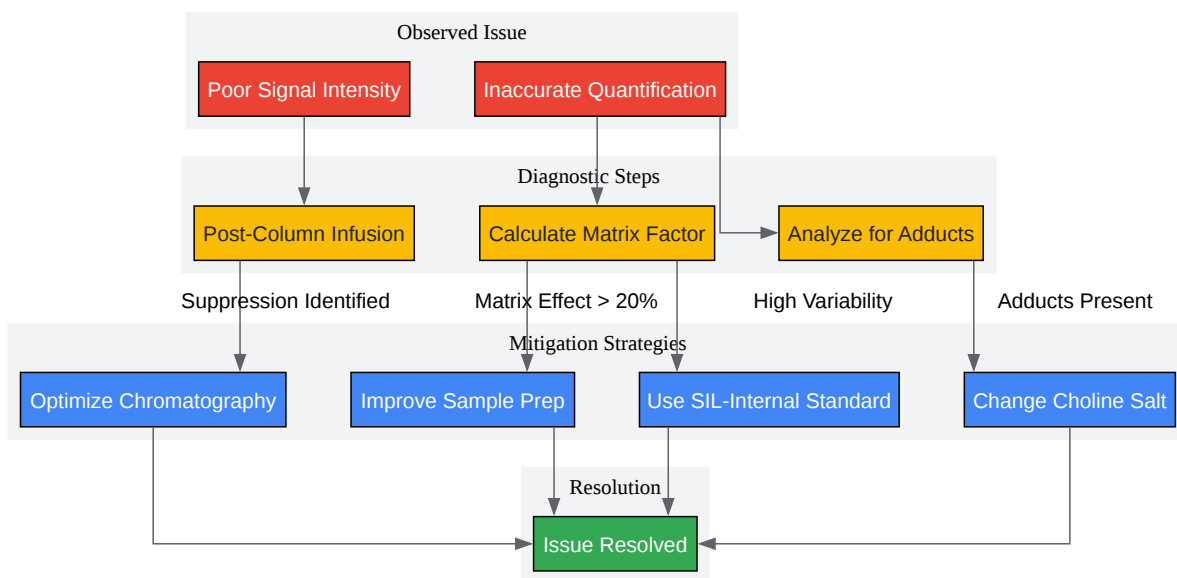 Observed Issue
Poor Signal Intensity
Inaccurate Quantification
Diagnostic Steps
Post-Column Infusion
Calculate Matrix Factor
Analyze for Adducts
Suppression Identified
Matrix Effect > 20%
High Variability
Adducts Present
Mitigation Strategies
Optimize Chromatography
Improve Sample Prep
Use SIL-Internal Standard
Change Choline Salt
Resolution
Issue Resolved